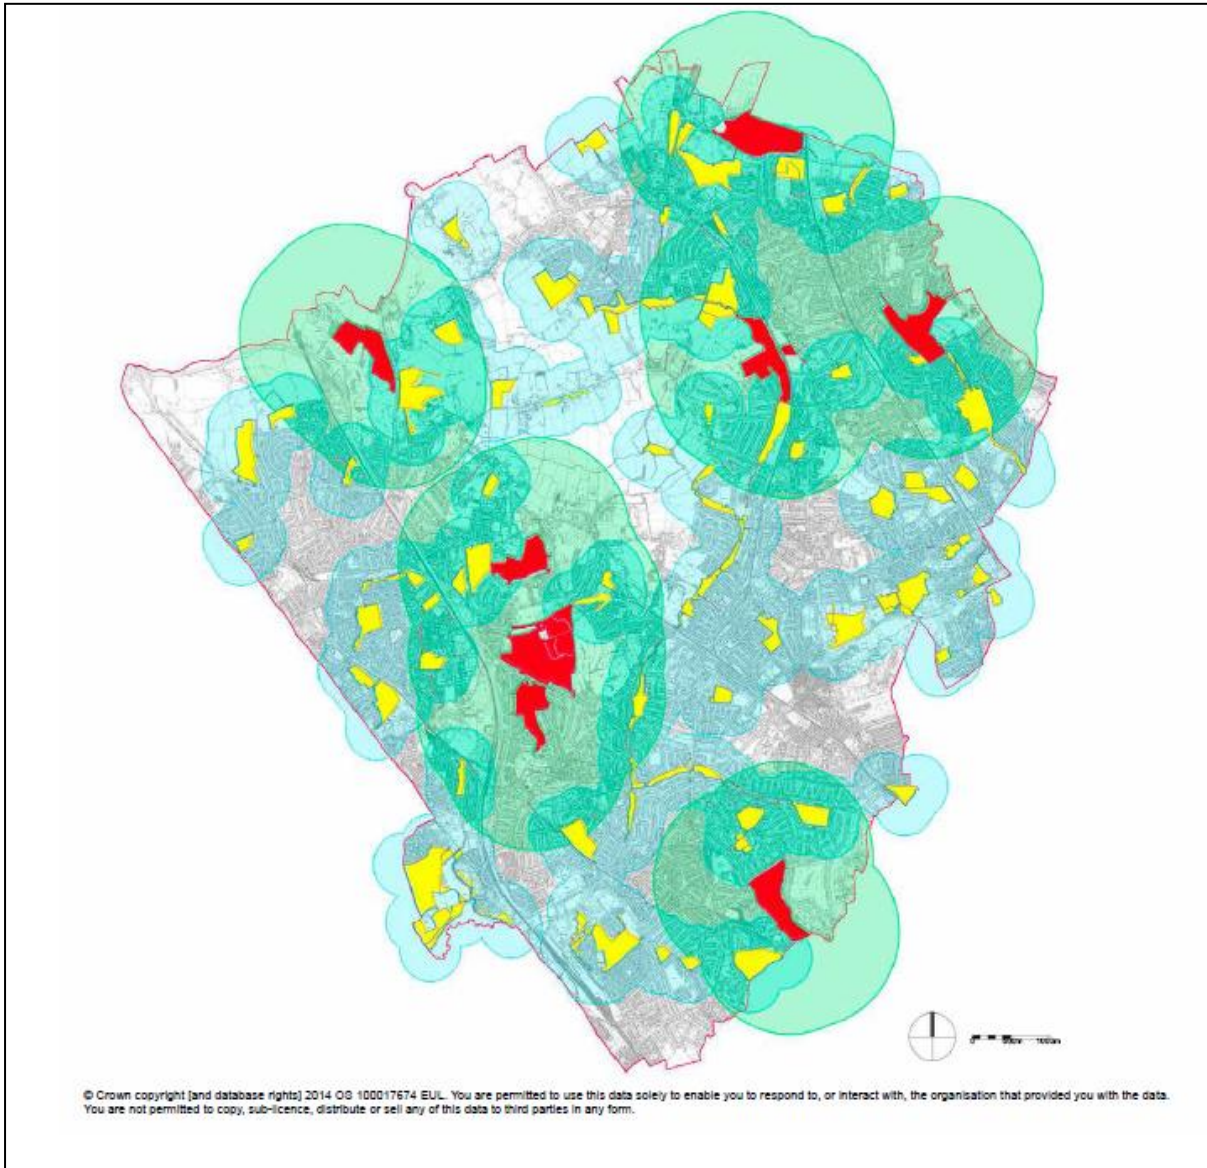 © Crown copyright [and database rights] 2014 OS 100017674 EUL. You are permitted to use this data solely to enable you to respond to, or interact with, the organisation that provided you with the data.
You are not permitted to copy, sub-licence, distribute or sell any of this data to third parties in any form.